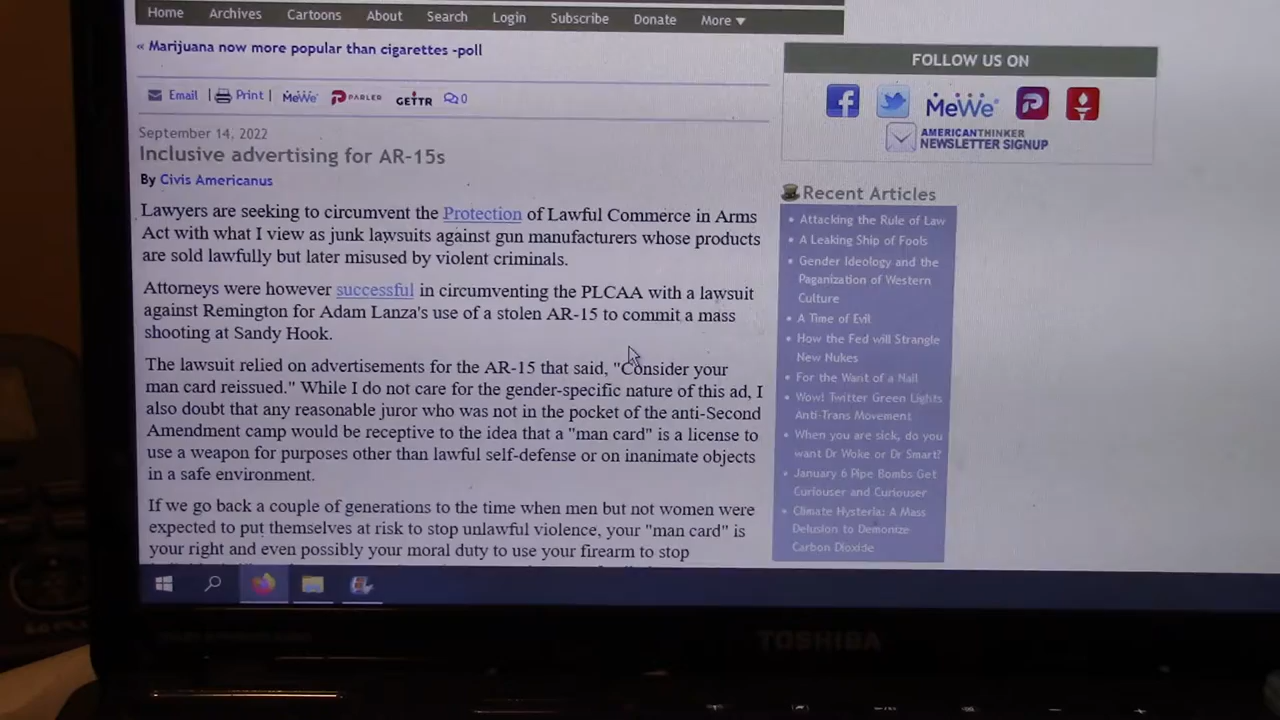 Home Archives Cartoons About Search Login Subscribe Donate More ▼
« Marijuana now more popular than cigarettes -poll
Email | Print | MeWe PARLER GETTR 0
September 14, 2022
Inclusive advertising for AR-15s
By Civis Americanus
Lawyers are seeking to circumvent the Protection of Lawful Commerce in Arms
Act with what I view as junk lawsuits against gun manufacturers whose products
are sold lawfully but later misused by violent criminals.
Attorneys were however successful in circumventing the PLCAA with a lawsuit
against Remington for Adam Lanza's use of a stolen AR-15 to commit a mass
shooting at Sandy Hook.
The lawsuit relied on advertisements for the AR-15 that said, "Consider your
man card reissued." While I do not care for the gender-specific nature of this ad, I
also doubt that any reasonable juror who was not in the pocket of the anti-Second
Amendment camp would be receptive to the idea that a "man card" is a license to
use a weapon for purposes other than lawful self-defense or on inanimate objects
in a safe environment.
If we go back a couple of generations to the time when men but not women were
expected to put themselves at risk to stop unlawful violence, your "man card" is
your right and even possibly your moral duty to use your firearm to stop
FOLLOW US ON
MeWe
AMERICANTHINKER
NEWSLETTER SIGNUP
Recent Articles
• Attacking the Rule of Law
• A Leaking Ship of Fools
• Gender Ideology and the
Paganization of Western
Culture
• A Time of Evil
• How the Fed will Strangle
New Nukes
• For the Want of a Nail
• Wow! Twitter Green Lights
Anti-Trans Movement
• When you are sick, do you
want Dr Woke or Dr Smart?
• January 6 Pipe Bombs Get
Curiouser and Curiouser
• Climate Hysteria: A Mass
Delusion to Demonize
Carbon Dioxide
TOSHIBA